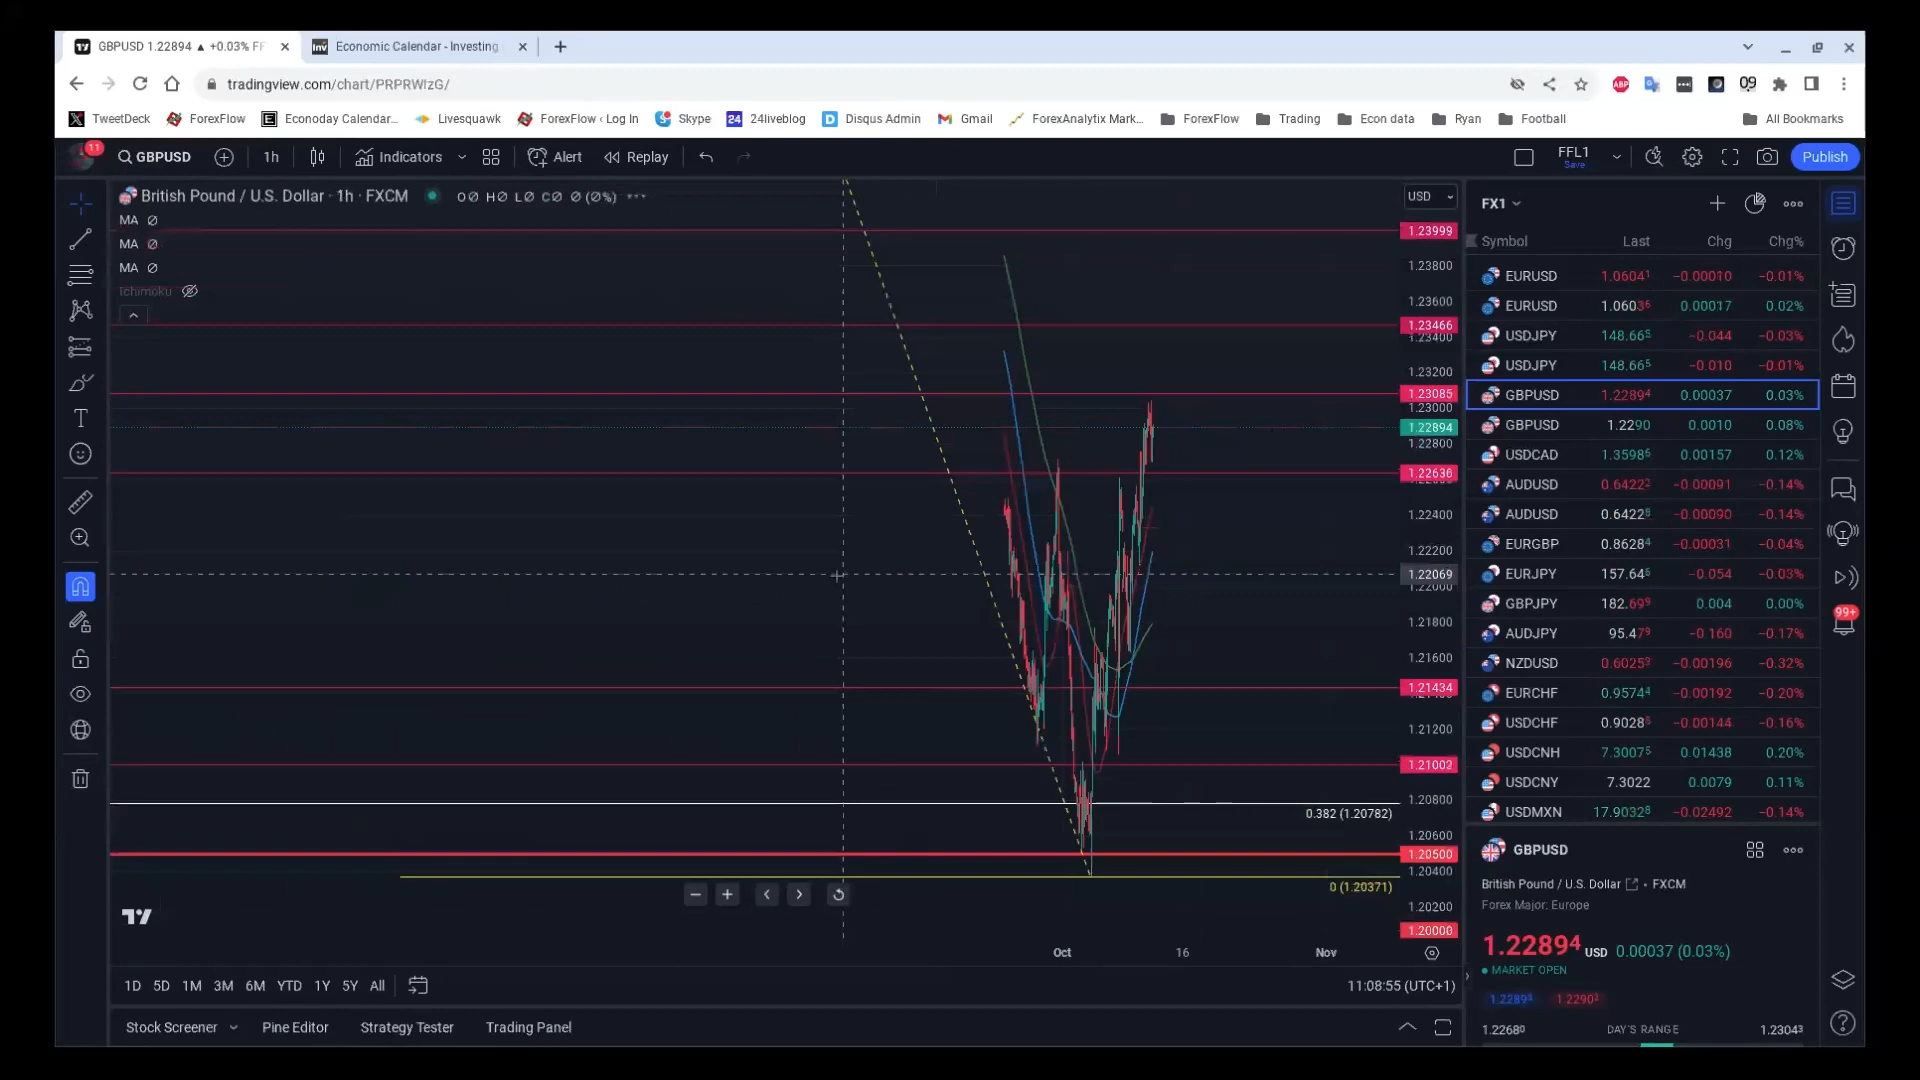 GBPUSD 1.22894 ▲ +0.03% FF
Economic Calendar - Investing
tradingview.com/chart/PRPRWIzG/
09
TweetDeck
ForexFlow
Econoday Calendar...
Livesquawk
ForexFlow ‹ Log In
Skype
24liveblog
Disqus Admin
Gmail
ForexAnalytix Mark...
ForexFlow
Trading
Econ data
Ryan
Football
All Bookmarks
11
GBPUSD
1h
Indicators
Alert
Replay
FFL1
Save
Publish
British Pound / U.S. Dollar · 1h · FXCM
O∅ H∅ L∅ C∅ ∅ (∅%)
MA ∅
MA ∅
MA ∅
Ichimoku
USD
1.23999
1.23800
1.23600
1.23466
1.23400
1.23200
1.23085
1.23000
1.22894
1.22800
1.22636
1.22400
1.22200
1.22069
1.22000
1.21800
1.21600
1.21434
1.21200
1.21002
1.20800
0.382 (1.20782)
1.20600
1.20500
1.20400
0 (1.20371)
1.20200
1.20000
Oct
16
Nov
1D 5D 1M 3M 6M YTD 1Y 5Y All
11:08:55 (UTC+1)
Stock Screener
Pine Editor
Strategy Tester
Trading Panel
FX1
Symbol Last Chg Chg%
EURUSD 1.06041 −0.00010 −0.01%
EURUSD 1.06036 0.00017 0.02%
USDJPY 148.665 −0.044 −0.03%
USDJPY 148.665 −0.010 −0.01%
GBPUSD 1.22894 0.00037 0.03%
GBPUSD 1.2290 0.0010 0.08%
USDCAD 1.35986 0.00157 0.12%
AUDUSD 0.64222 −0.00091 −0.14%
AUDUSD 0.64228 −0.00090 −0.14%
EURGBP 0.86284 −0.00031 −0.04%
EURJPY 157.646 −0.054 −0.03%
GBPJPY 182.699 0.004 0.00%
AUDJPY 95.479 −0.160 −0.17%
NZDUSD 0.60259 −0.00196 −0.32%
EURCHF 0.95744 −0.00192 −0.20%
USDCHF 0.90285 −0.00144 −0.16%
USDCNH 7.30075 0.01438 0.20%
USDCNY 7.3022 0.0079 0.11%
USDMXN 17.90328 −0.02492 −0.14%
99+
GBPUSD
British Pound / U.S. Dollar • FXCM
Forex Major: Europe
1.22894 USD 0.00037 (0.03%)
MARKET OPEN
1.22895 1.22902
1.22680 DAY'S RANGE 1.23043